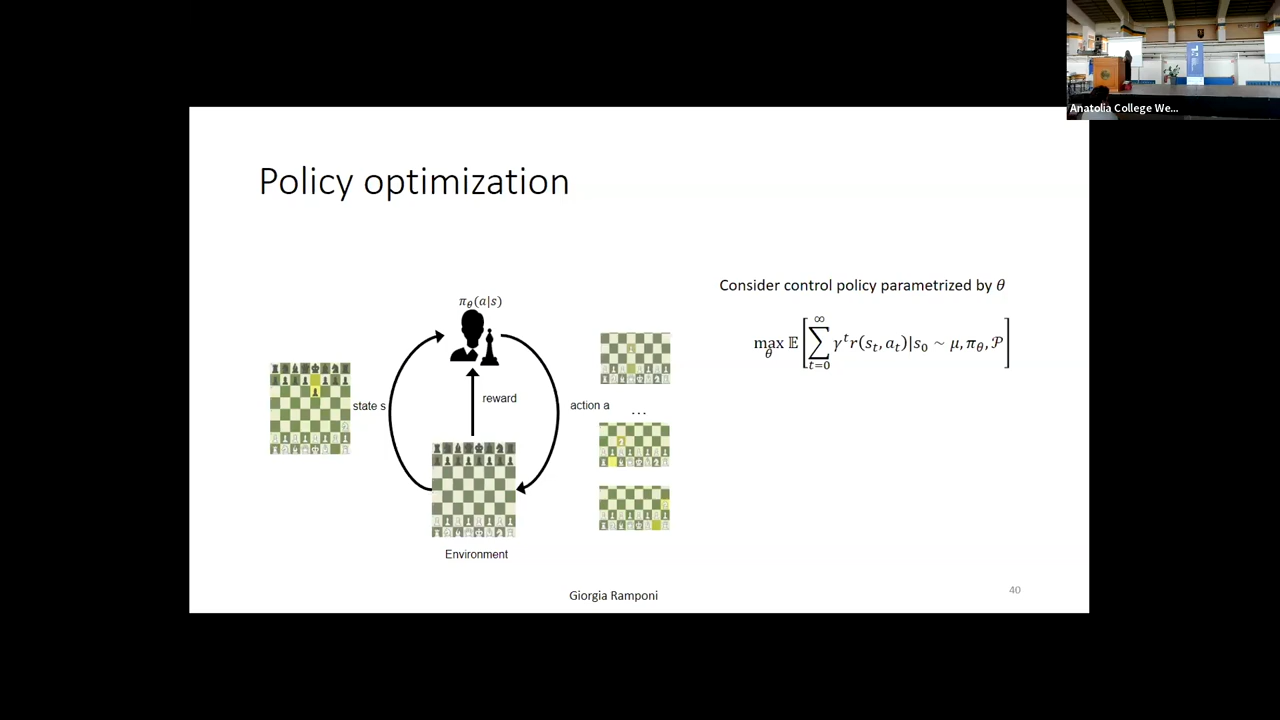 Anatolia College We...
Policy optimization
Consider control policy parametrized by θ
max_θ 𝔼[∑_{t=0}^{∞} γ^t r(s_t, a_t)|s_0 ~ μ, π_θ, 𝒫]
π_θ(a|s)
state s
reward
action a
...
Environment
Giorgia Ramponi
40